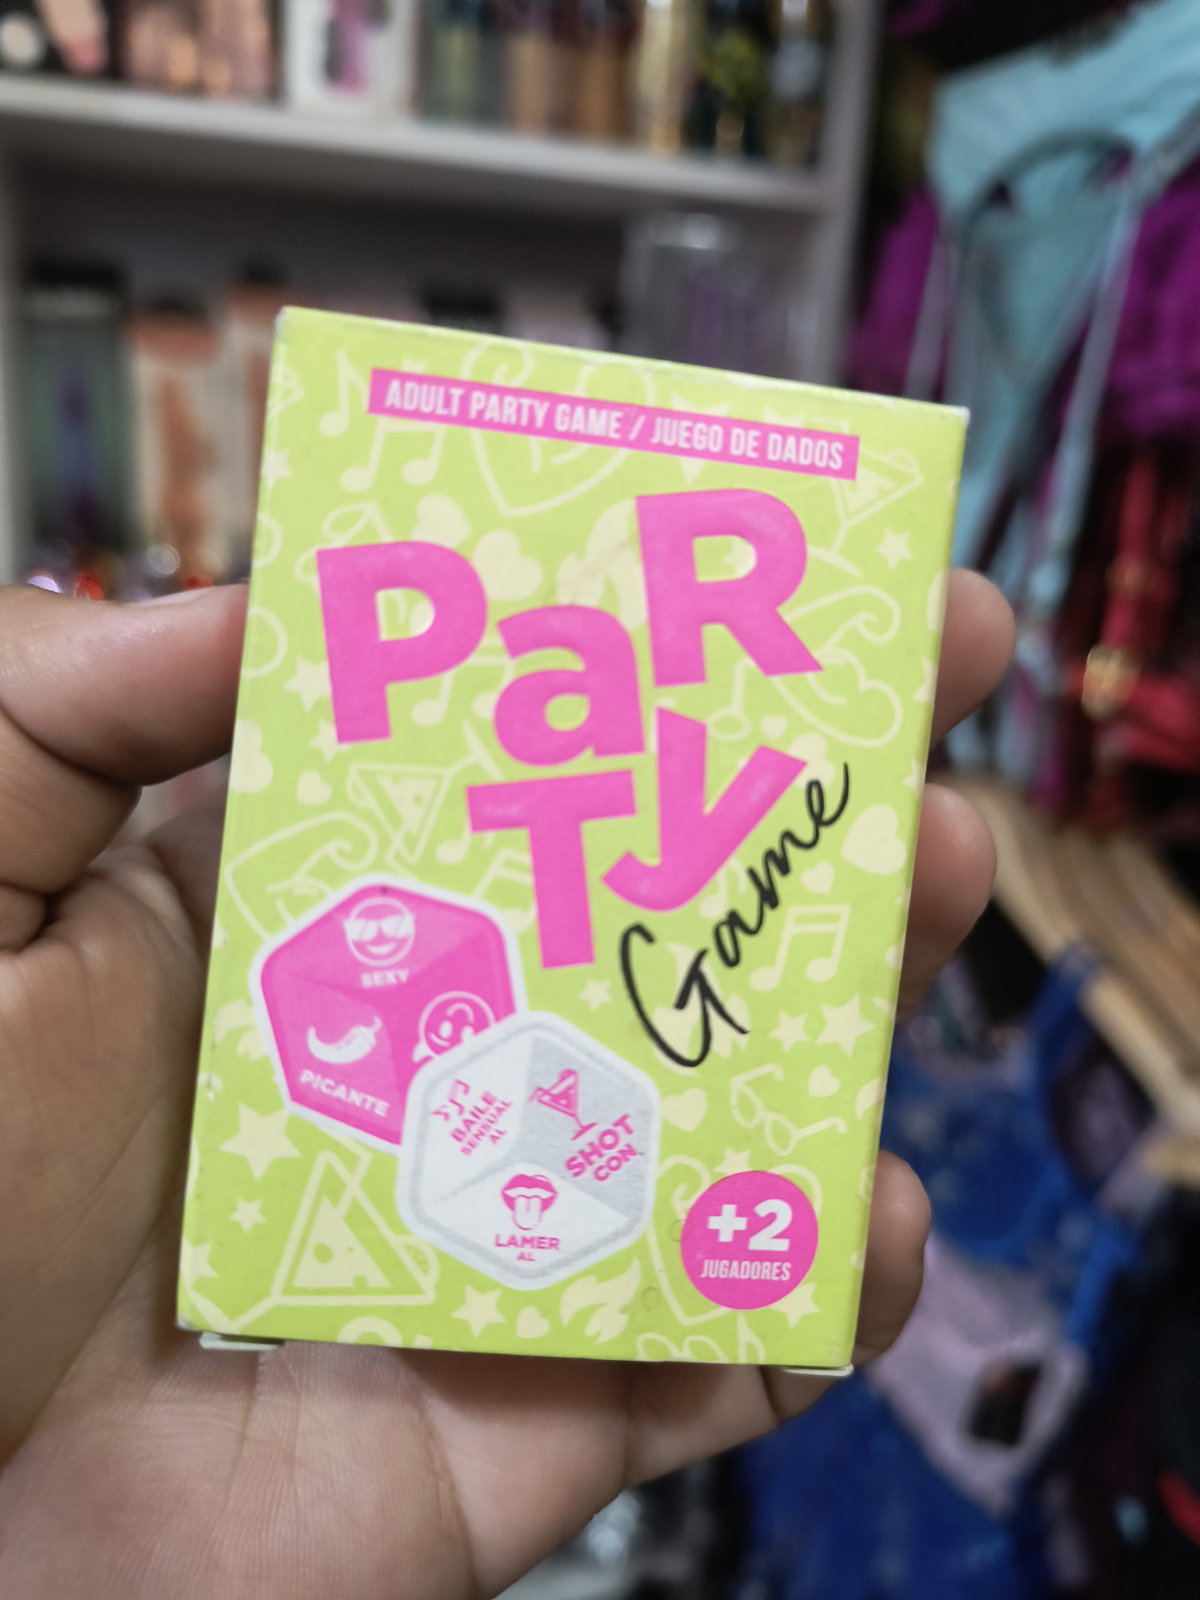 ADULT PARTY GAME / JUEGO DE DADOS
PaRTy
Game
SEXY
PICANTE
BAILE
SENSUAL
AL
SHOT
CON
LAMER
AL
+2
JUGADORES